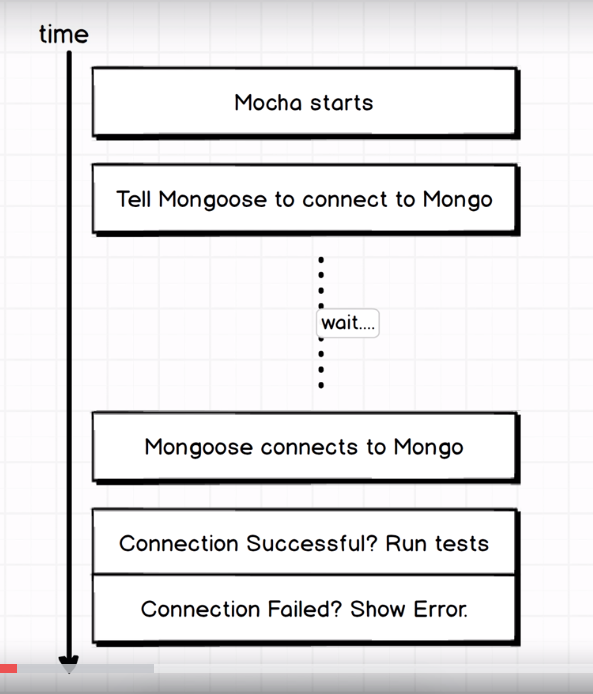 time
Mocha starts
Tell Mongoose to connect to Mongo
wait....
Mongoose connects to Mongo
Connection Successful? Run tests
Connection Failed? Show Error.